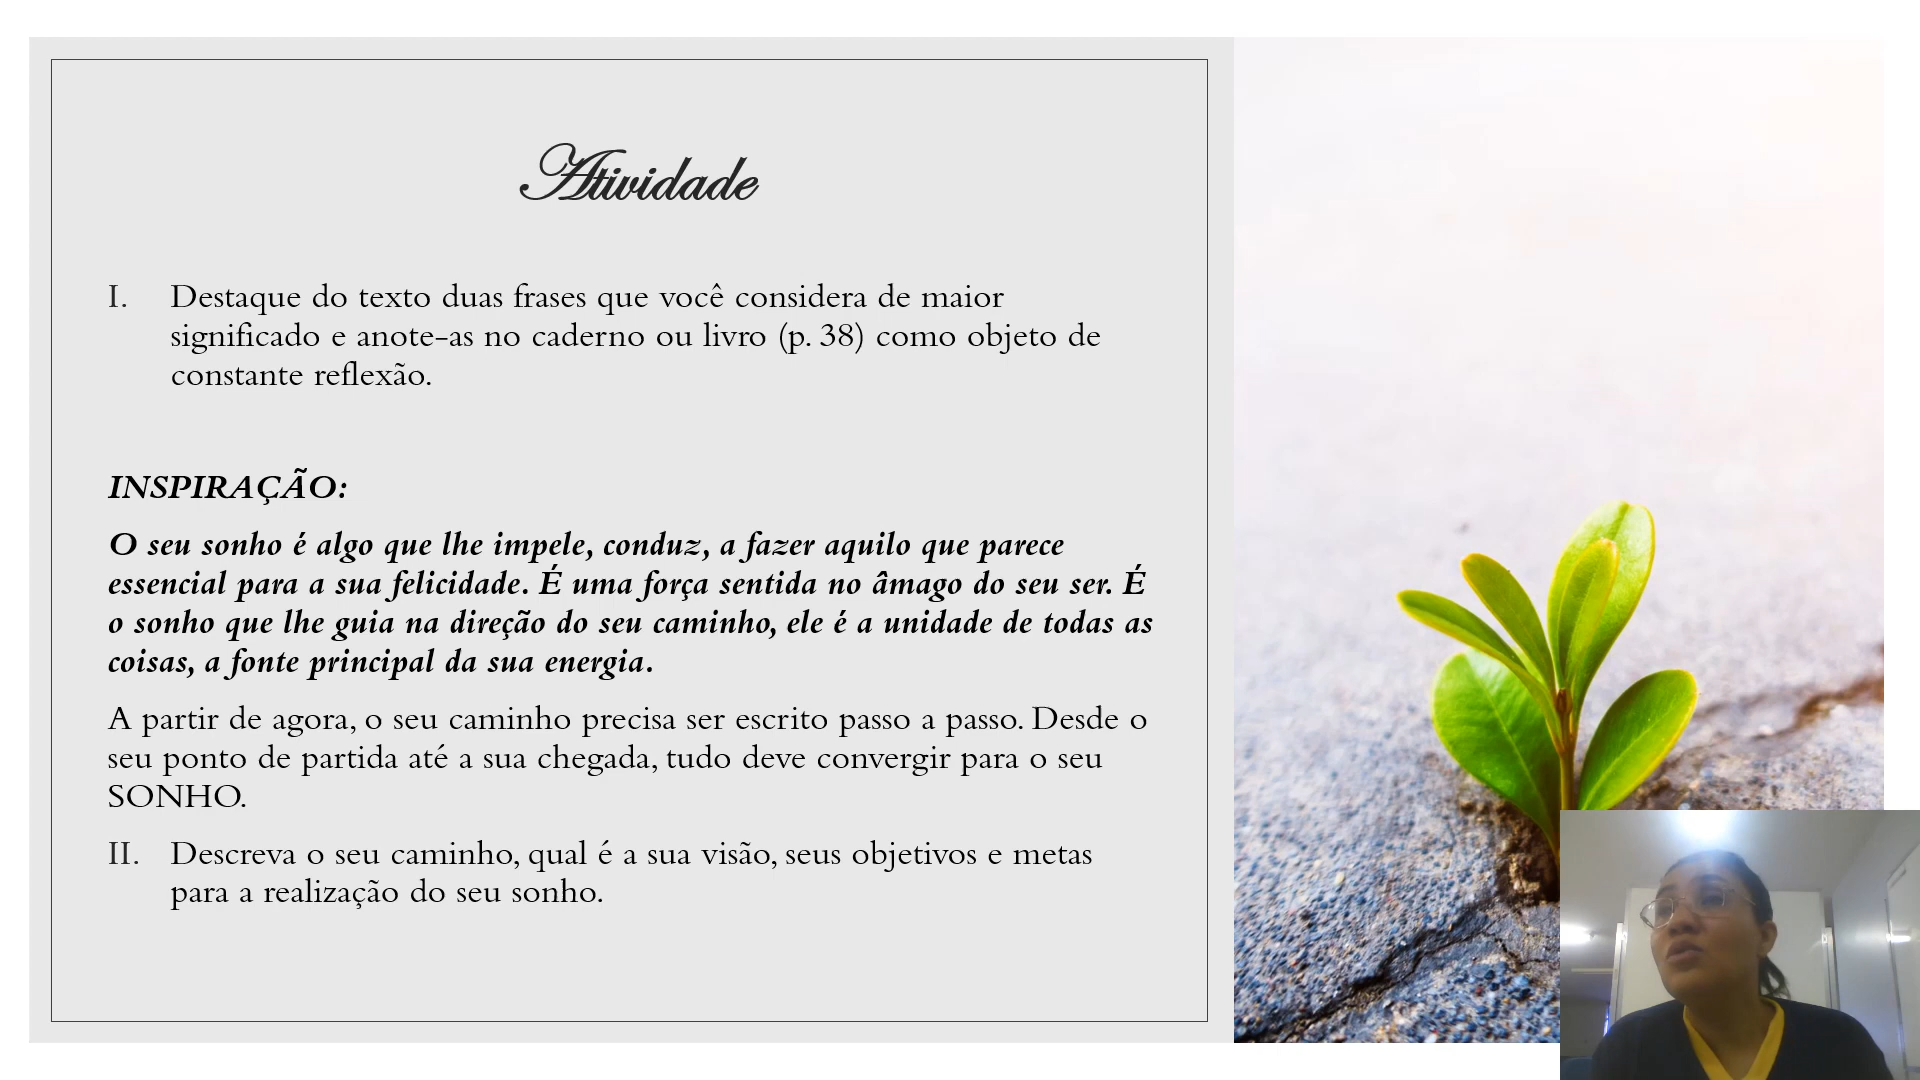 Atividade
I. Destaque do texto duas frases que você considera de maior
significado e anote-as no caderno ou livro (p. 38) como objeto de
constante reflexão.
INSPIRAÇÃO:
O seu sonho é algo que lhe impele, conduz, a fazer aquilo que parece
essencial para a sua felicidade. É uma força sentida no âmago do seu ser. É
o sonho que lhe guia na direção do seu caminho, ele é a unidade de todas as
coisas, a fonte principal da sua energia.
A partir de agora, o seu caminho precisa ser escrito passo a passo. Desde o
seu ponto de partida até a sua chegada, tudo deve convergir para o seu
SONHO.
II. Descreva o seu caminho, qual é a sua visão, seus objetivos e metas
para a realização do seu sonho.